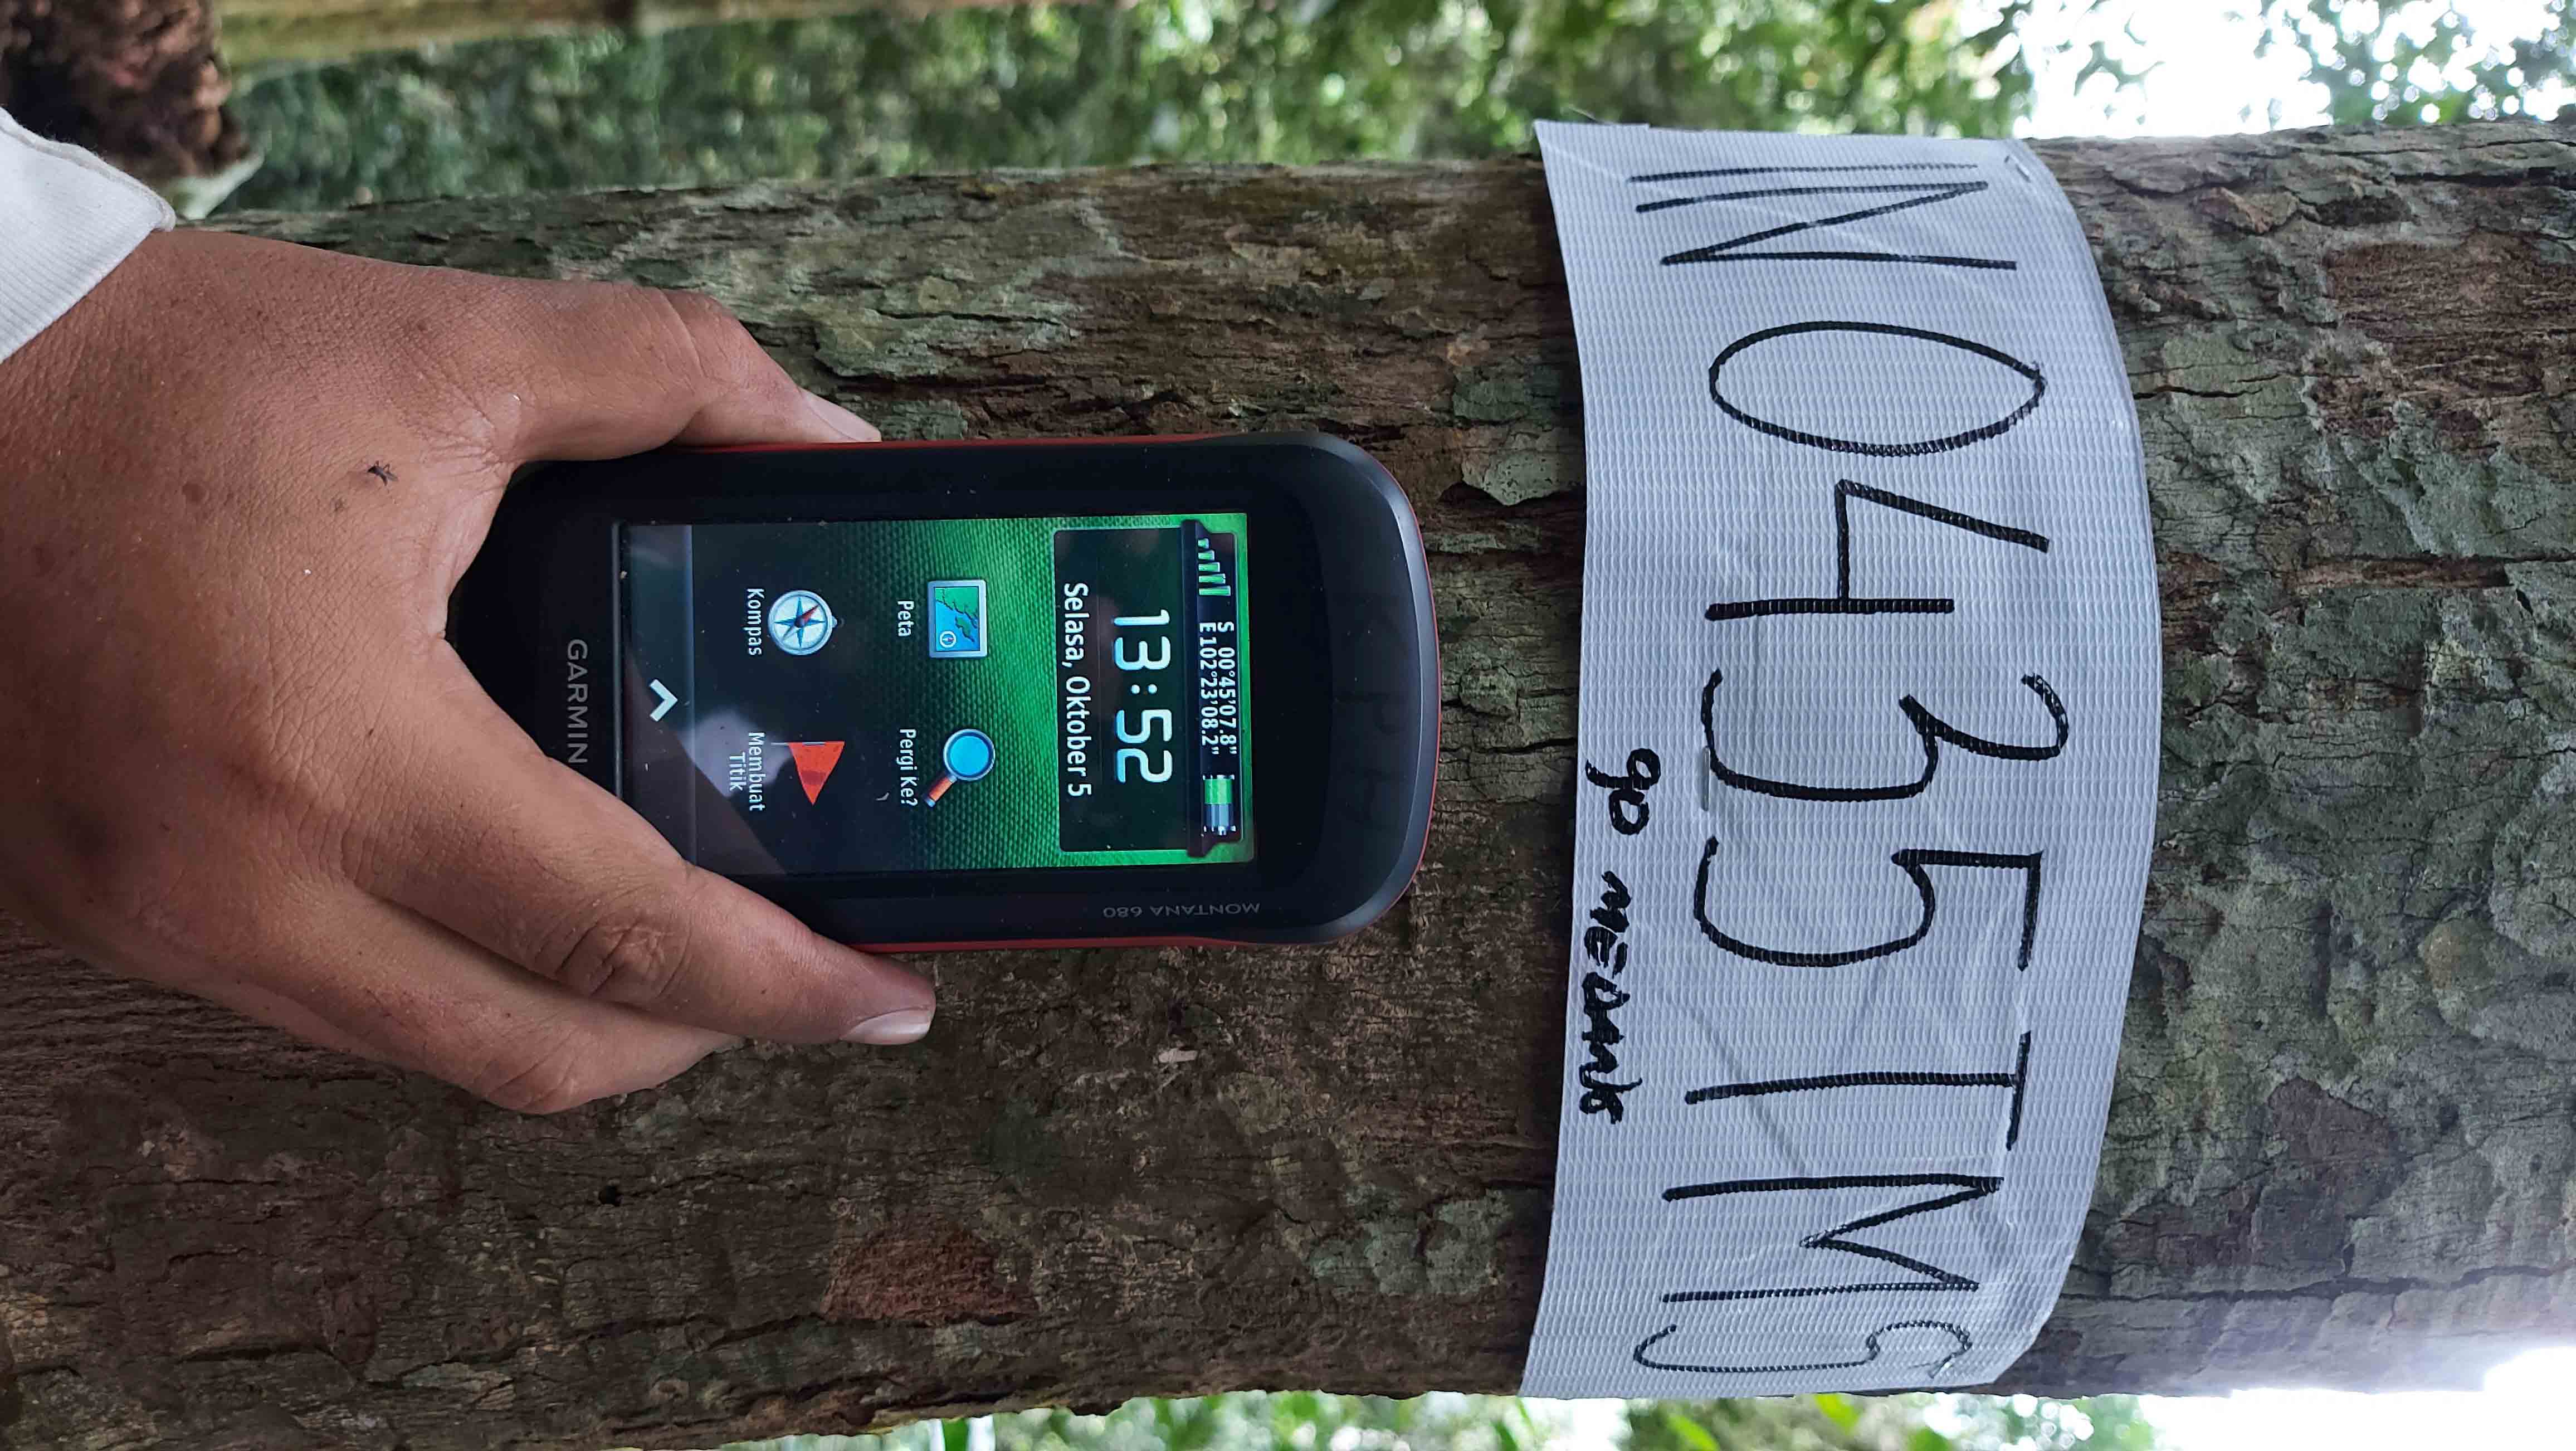 IN0435TMS
90 MEDANG
KPH
MONTANA 680
S 00°45'07.8"
E 102°23'08.2"
13:52
Selasa, Oktober 5
Peta
Pergi Ke?
Kompas
Membuat
Titik
GARMIN